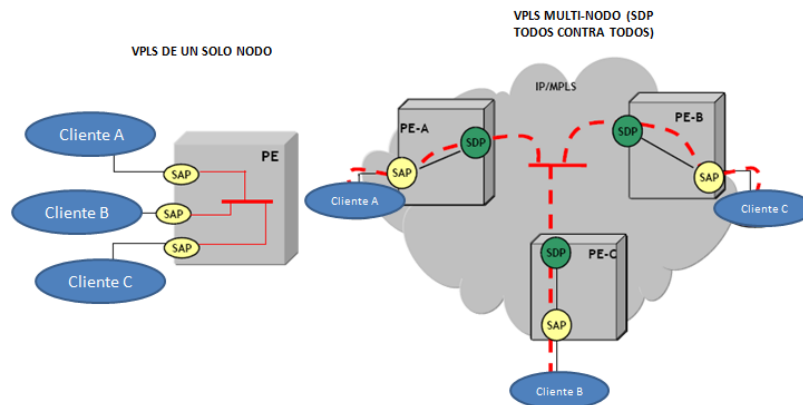 VPLS DE UN SOLO NODO
Cliente A
PE
SAP
Cliente B
SAP
SAP
Cliente C
VPLS MULTI-NODO (SDP
TODOS CONTRA TODOS)
IP/MPLS
PE-A
SDP
SAP
Cliente A
PE-B
SDP
SAP
Cliente C
PE-C
SDP
SAP
Cliente B